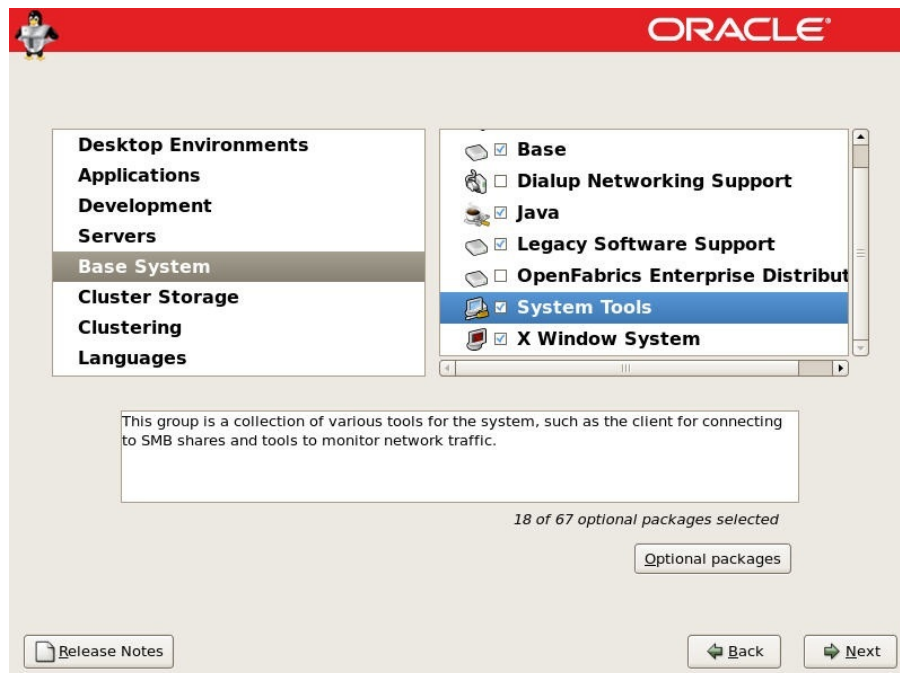 ORACLE
Desktop Environments
Applications
Development
Servers
Base System
Cluster Storage
Clustering
Languages
Base
Dialup Networking Support
Java
Legacy Software Support
OpenFabrics Enterprise Distribut
System Tools
X Window System
This group is a collection of various tools for the system, such as the client for connecting
to SMB shares and tools to monitor network traffic.
18 of 67 optional packages selected
Optional packages
Release Notes
Back
Next